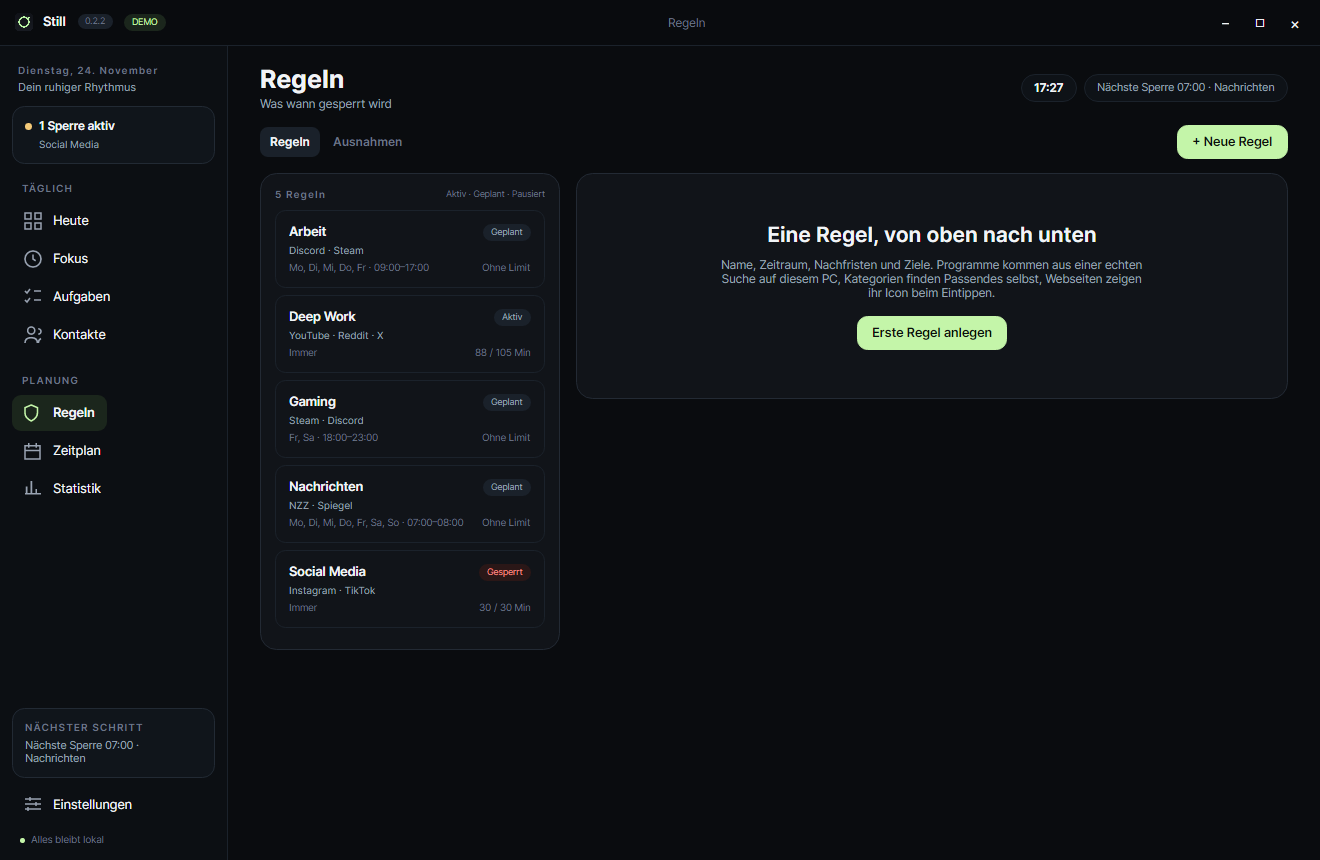 Still 0.2.2 DEMO
Regeln
Dienstag, 24. November
Dein ruhiger Rhythmus
1 Sperre aktiv
Social Media
TÄGLICH
Heute
Fokus
Aufgaben
Kontakte
PLANUNG
Regeln
Zeitplan
Statistik
NÄCHSTER SCHRITT
Nächste Sperre 07:00 ·
Nachrichten
Einstellungen
Alles bleibt lokal
Regeln
Was wann gesperrt wird
17:27
Nächste Sperre 07:00 · Nachrichten
Regeln Ausnahmen
+ Neue Regel
5 Regeln Aktiv · Geplant · Pausiert
Arbeit Geplant
Discord · Steam
Mo, Di, Mi, Do, Fr · 09:00–17:00 Ohne Limit
Deep Work Aktiv
YouTube · Reddit · X
Immer 88 / 105 Min
Gaming Geplant
Steam · Discord
Fr, Sa · 18:00–23:00 Ohne Limit
Nachrichten Geplant
NZZ · Spiegel
Mo, Di, Mi, Do, Fr, Sa, So · 07:00–08:00 Ohne Limit
Social Media Gesperrt
Instagram · TikTok
Immer 30 / 30 Min
Eine Regel, von oben nach unten
Name, Zeitraum, Nachfristen und Ziele. Programme kommen aus einer echten
Suche auf diesem PC, Kategorien finden Passendes selbst, Webseiten zeigen
ihr Icon beim Eintippen.
Erste Regel anlegen